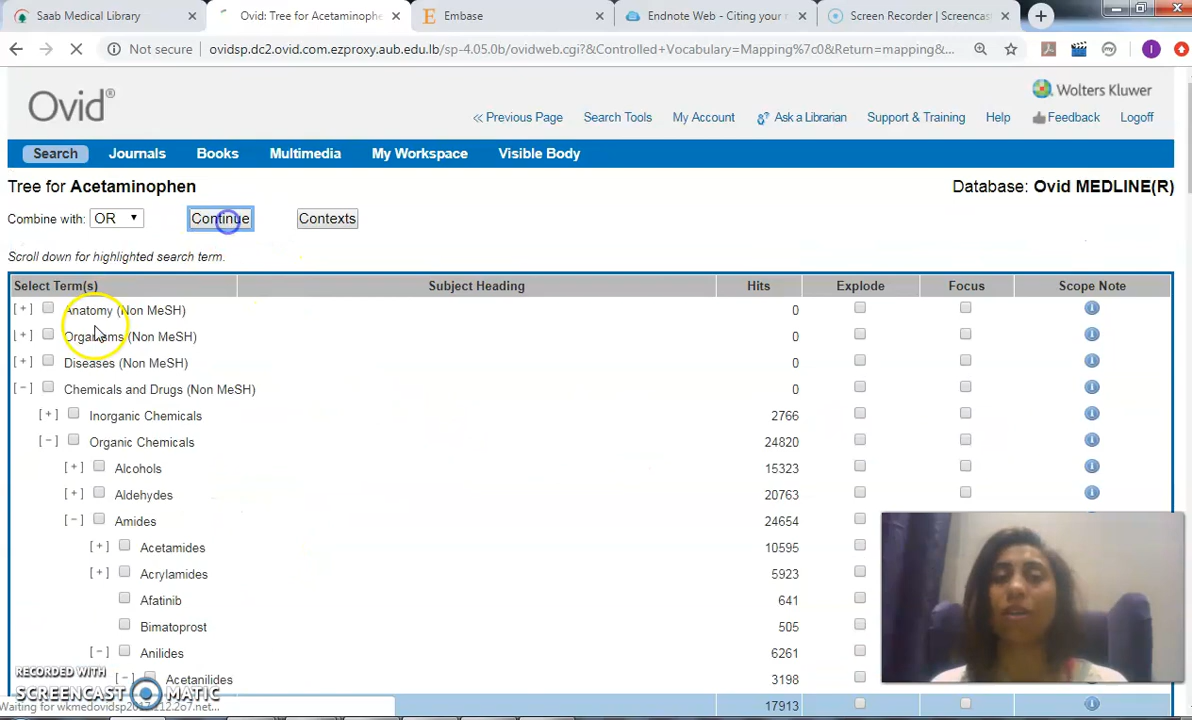 Saab Medical Library
Ovid: Tree for Acetaminophe
Embase
Endnote Web - Citing your
Screen Recorder | Screencast
Not secure
ovidsp.dc2.ovid.com.ezproxy.aub.edu.lb/sp-4.05.0b/ovidweb.cgi?&Controlled Vocabulary=Mapping%7c0&Return=mapping&...
Ovid®
Wolters Kluwer
<< Previous Page Search Tools My Account Ask a Librarian Support & Training Help Feedback Logoff
Search Journals Books Multimedia My Workspace Visible Body
Tree for Acetaminophen
Database: Ovid MEDLINE(R)
Combine with: OR Continue Contexts
Scroll down for highlighted search term.
Select Term(s) Subject Heading Hits Explode Focus Scope Note
[+] Anatomy (Non MeSH) 0
[+] Organisms (Non MeSH) 0
[+] Diseases (Non MeSH) 0
[−] Chemicals and Drugs (Non MeSH) 0
[+] Inorganic Chemicals 2766
[−] Organic Chemicals 24820
[+] Alcohols 15323
[+] Aldehydes 20763
[−] Amides 24654
[+] Acetamides 10595
[+] Acrylamides 5923
Afatinib 641
Bimatoprost 505
[−] Anilides 6261
[−] Acetanilides 3198
17913
RECORDED WITH
SCREENCAST MATIC